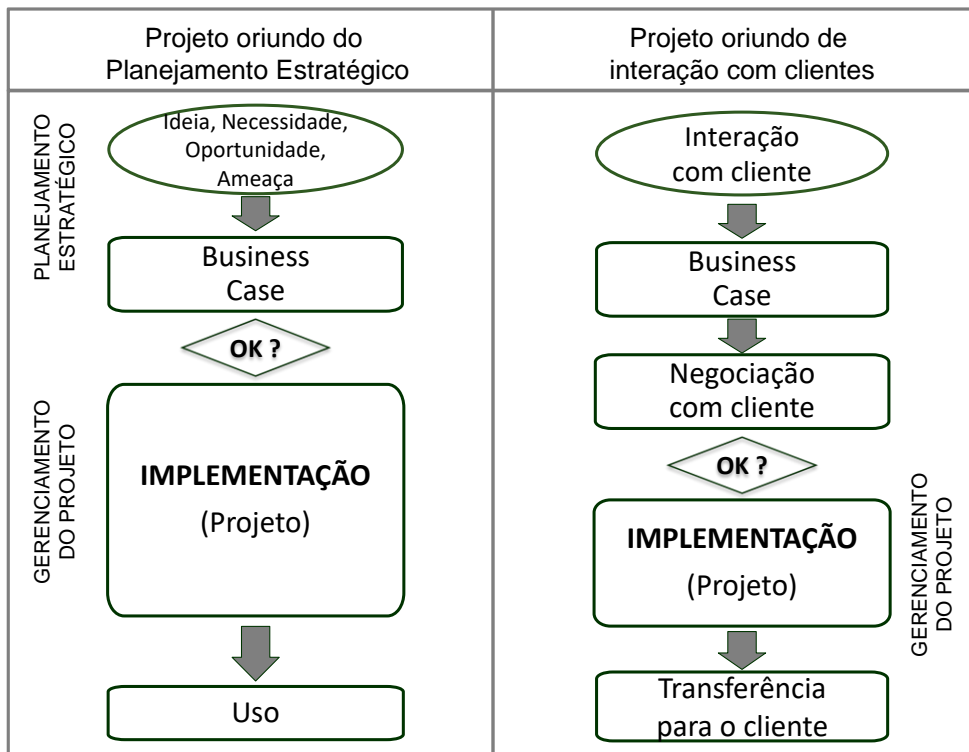 Projeto oriundo do
Planejamento Estratégico
Projeto oriundo de
interação com clientes
PLANEJAMENTO
ESTRATÉGICO
Ideia, Necessidade,
Oportunidade,
Ameaça
Business
Case
OK ?
GERENCIAMENTO
DO PROJETO
IMPLEMENTAÇÃO
(Projeto)
Uso
Interação
com cliente
Business
Case
Negociação
com cliente
OK ?
IMPLEMENTAÇÃO
(Projeto)
GERENCIAMENTO
DO PROJETO
Transferência
para o cliente